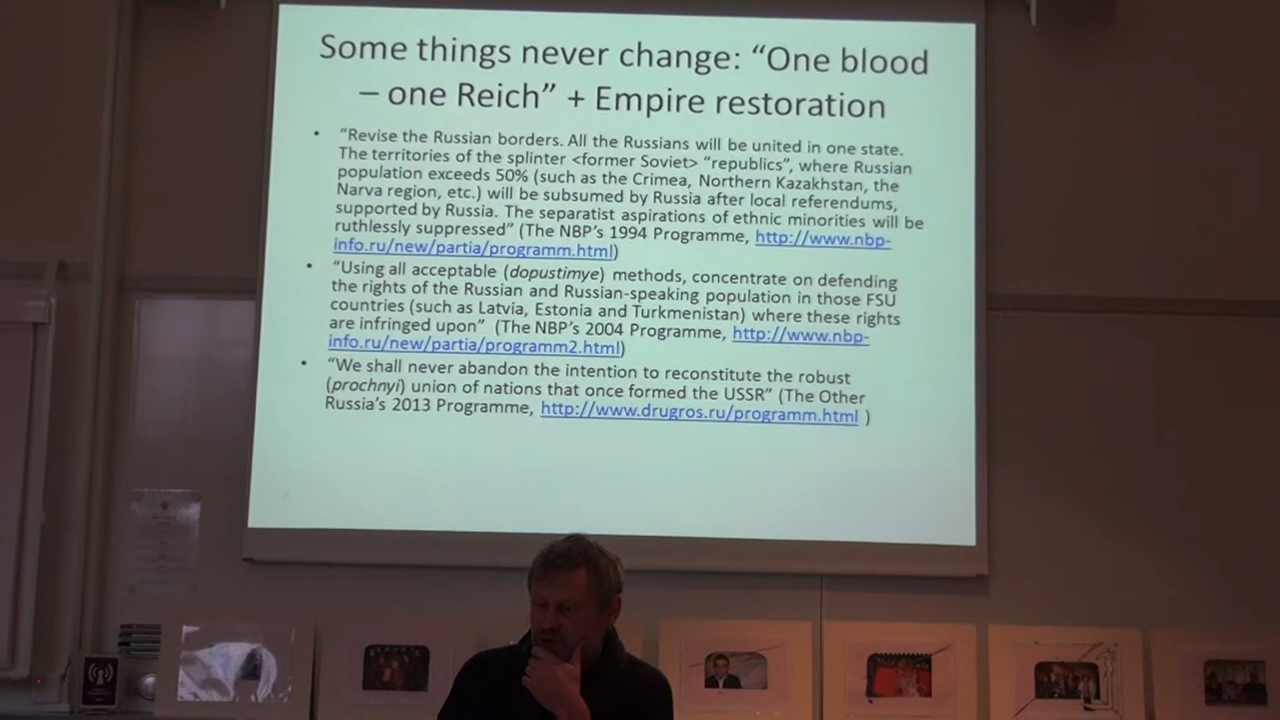 Some things never change: “One blood
– one Reich” + Empire restoration
• “Revise the Russian borders. All the Russians will be united in one state.
The territories of the splinter <former Soviet> “republics”, where Russian
population exceeds 50% (such as the Crimea, Northern Kazakhstan, the
Narva region, etc.) will be subsumed by Russia after local referendums,
supported by Russia. The separatist aspirations of ethnic minorities will be
ruthlessly suppressed” (The NBP’s 1994 Programme, http://www.nbp-
info.ru/new/partia/programm.html)
• “Using all acceptable (dopustimye) methods, concentrate on defending
the rights of the Russian and Russian-speaking population in those FSU
countries (such as Latvia, Estonia and Turkmenistan) where these rights
are infringed upon” (The NBP’s 2004 Programme, http://www.nbp-
info.ru/new/partia/programm2.html)
• “We shall never abandon the intention to reconstitute the robust
(prochnyi) union of nations that once formed the USSR” (The Other
Russia’s 2013 Programme, http://www.drugros.ru/programm.html )